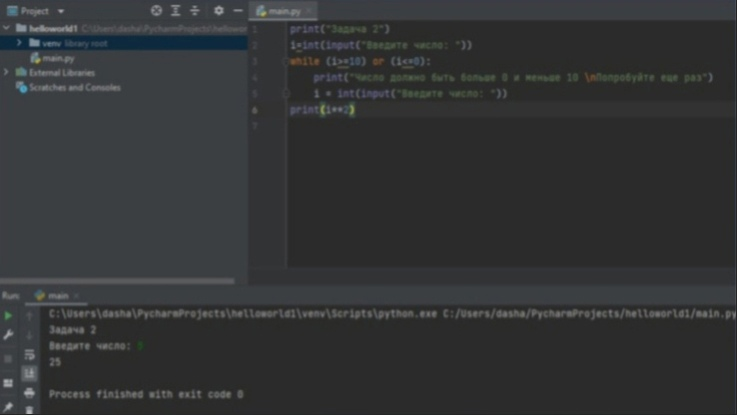 Project
main.py
helloworld1 C:\Users\dasha\PycharmProjects\hellowor
venv library root
main.py
External Libraries
Scratches and Consoles
1 print("Задача 2")
2 i=int(input("Введите число: "))
3 while (i>=10) or (i<=0):
4 print("Число должно быть больше 0 и меньше 10 \nПопробуйте еще раз")
5 i = int(input("Введите число: "))
6 print(i**2)
7
Run: main
C:\Users\dasha\PycharmProjects\helloworld1\venv\Scripts\python.exe C:/Users/dasha/PycharmProjects/helloworld1/main.py
Задача 2
Введите число: 5
25
Process finished with exit code 0